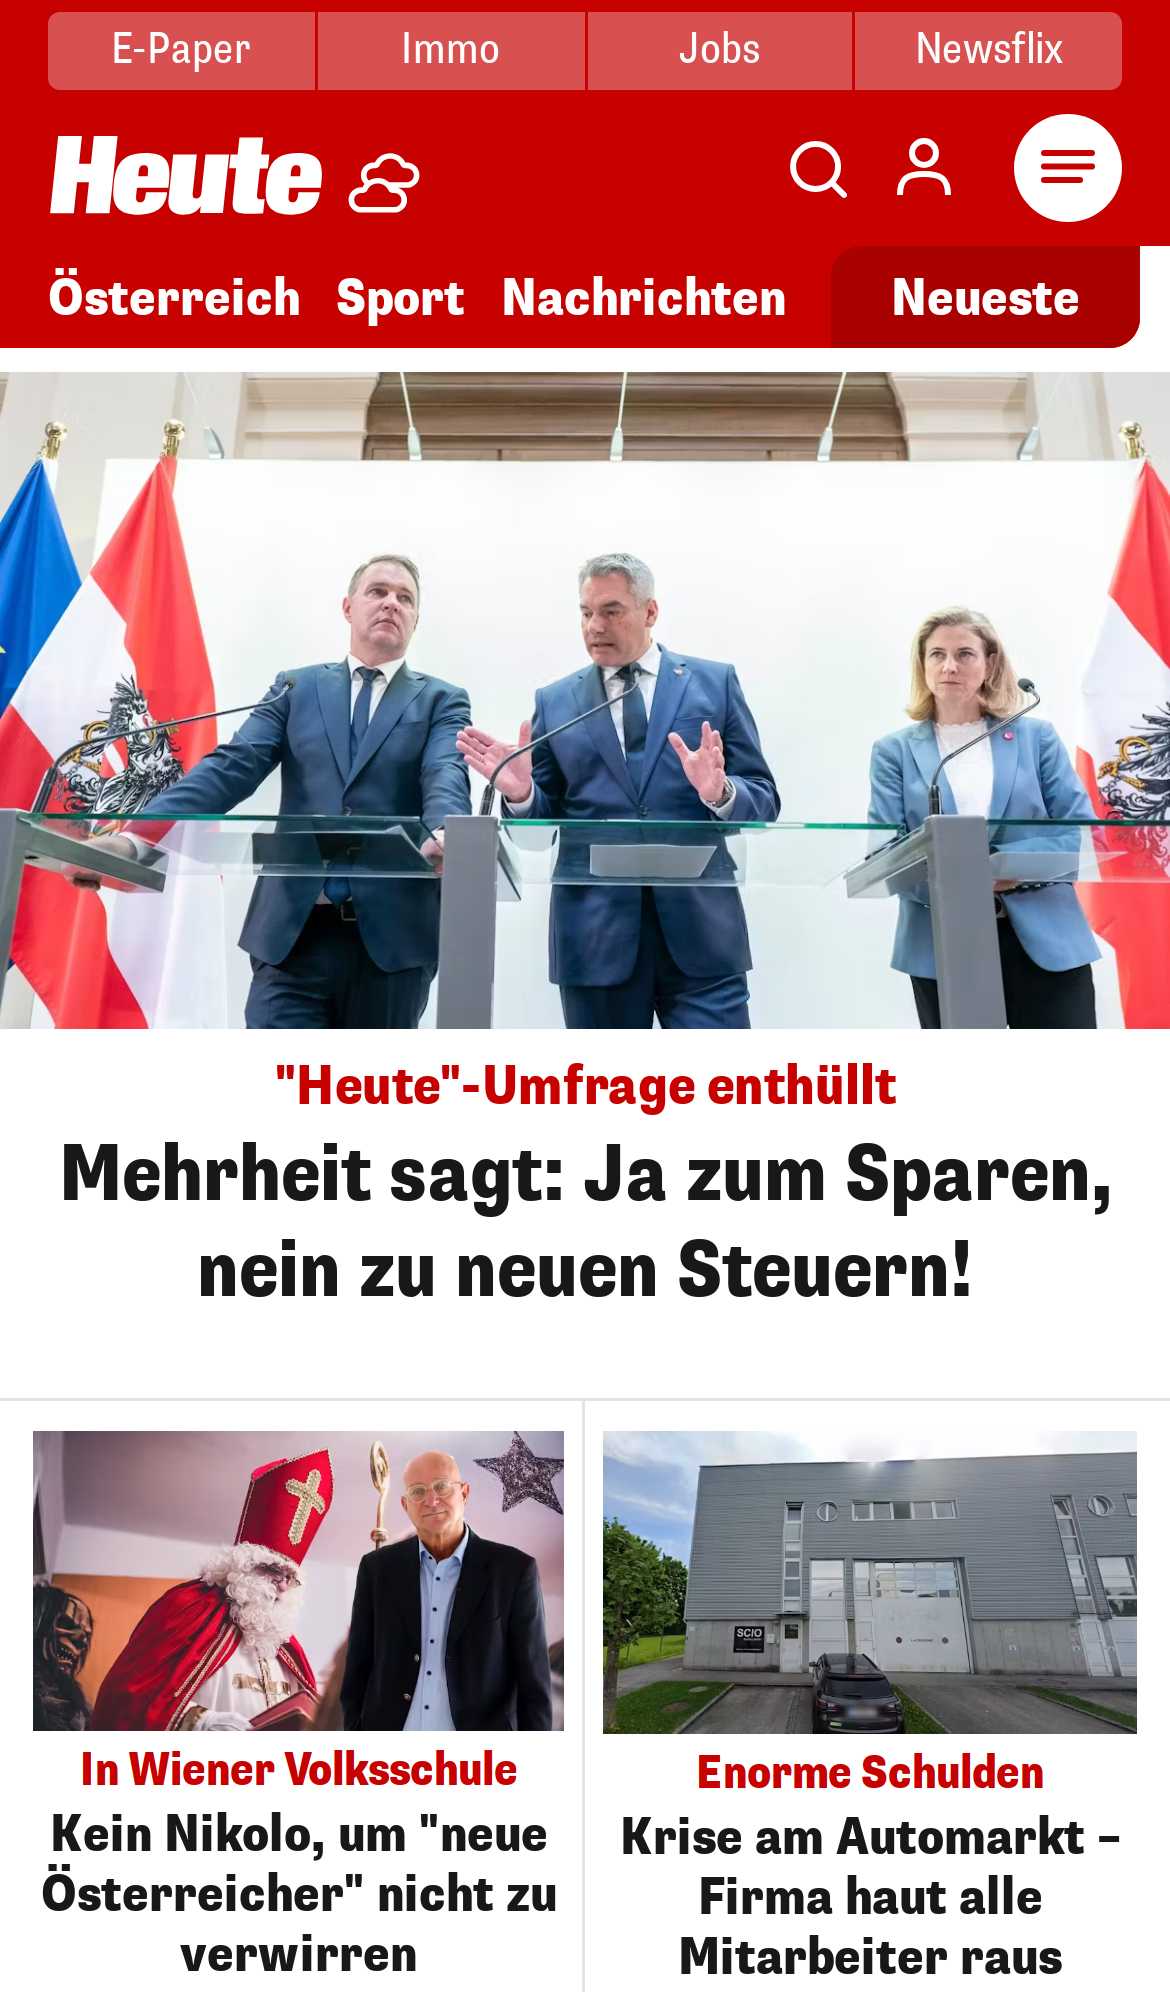 E-Paper Immo Jobs Newsflix
Heute
Österreich Sport Nachrichten Neueste
"Heute"-Umfrage enthüllt
Mehrheit sagt: Ja zum Sparen,
nein zu neuen Steuern!
SCIO
In Wiener Volksschule
Kein Nikolo, um "neue
Österreicher" nicht zu
verwirren
Enorme Schulden
Krise am Automarkt –
Firma haut alle
Mitarbeiter raus